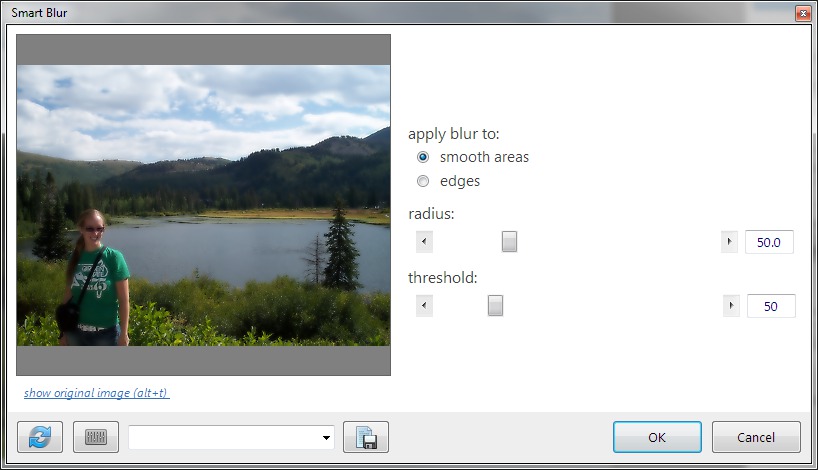 Smart Blur
apply blur to:
smooth areas
edges
radius:
50.0
threshold:
50
show original image (alt+t)
OK
Cancel